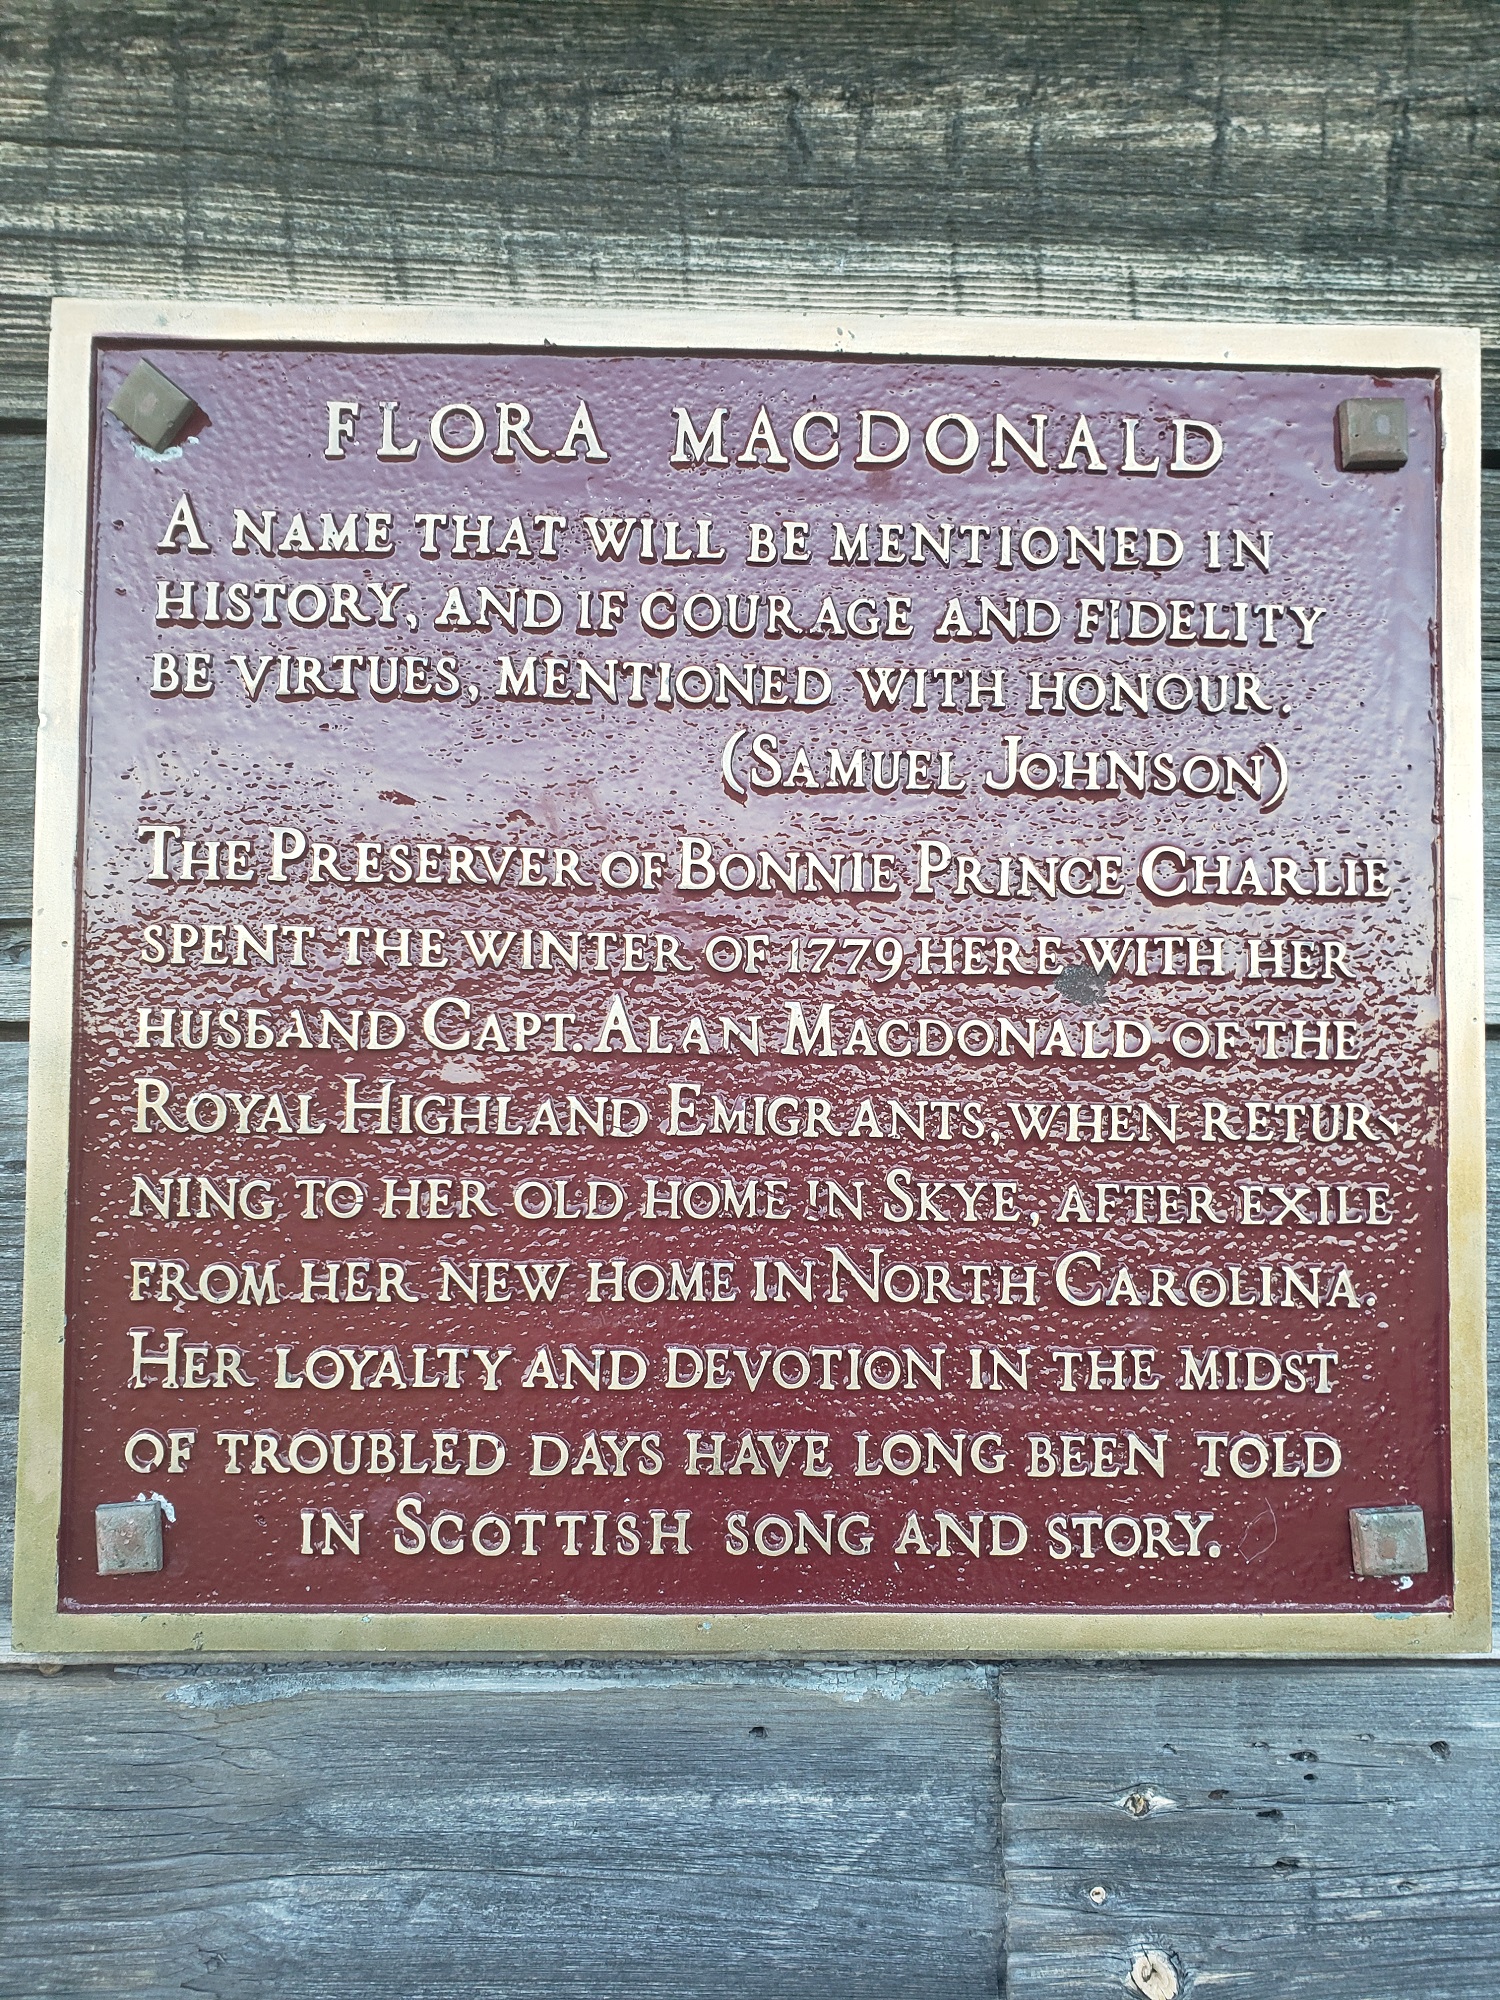 FLORA MACDONALD
A NAME THAT WILL BE MENTIONED IN
HISTORY, AND IF COURAGE AND FIDELITY
BE VIRTUES, MENTIONED WITH HONOUR.
(SAMUEL JOHNSON)
THE PRESERVER OF BONNIE PRINCE CHARLIE
SPENT THE WINTER OF 1779 HERE WITH HER
HUSBAND CAPT. ALAN MACDONALD OF THE
ROYAL HIGHLAND EMIGRANTS, WHEN RETUR-
NING TO HER OLD HOME IN SKYE, AFTER EXILE
FROM HER NEW HOME IN NORTH CAROLINA.
HER LOYALTY AND DEVOTION IN THE MIDST
OF TROUBLED DAYS HAVE LONG BEEN TOLD
IN SCOTTISH SONG AND STORY.